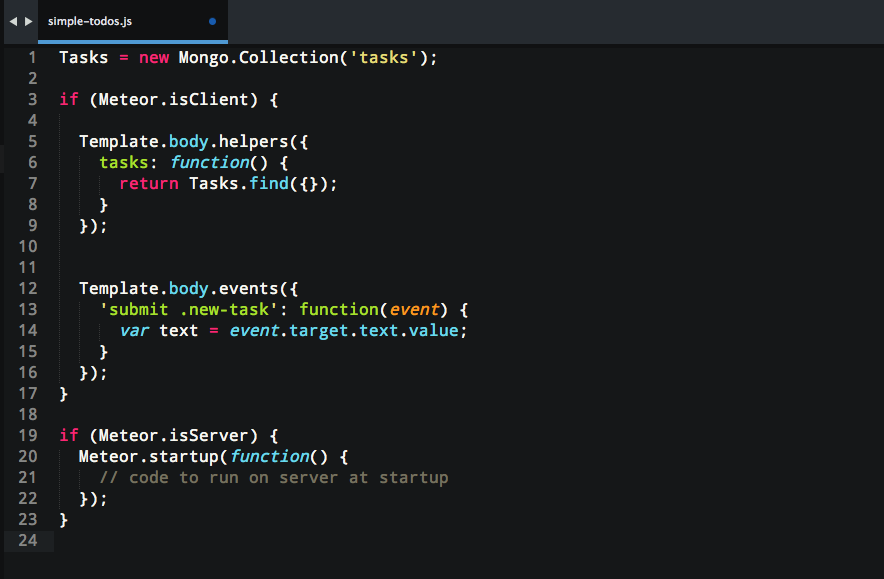 simple-todos.js
1 Tasks = new Mongo.Collection('tasks');
2
3 if (Meteor.isClient) {
4
5   Template.body.helpers({
6     tasks: function() {
7       return Tasks.find({});
8     }
9   });
10
11
12   Template.body.events({
13     'submit .new-task': function(event) {
14       var text = event.target.text.value;
15     }
16   });
17 }
18
19 if (Meteor.isServer) {
20   Meteor.startup(function() {
21     // code to run on server at startup
22   });
23 }
24